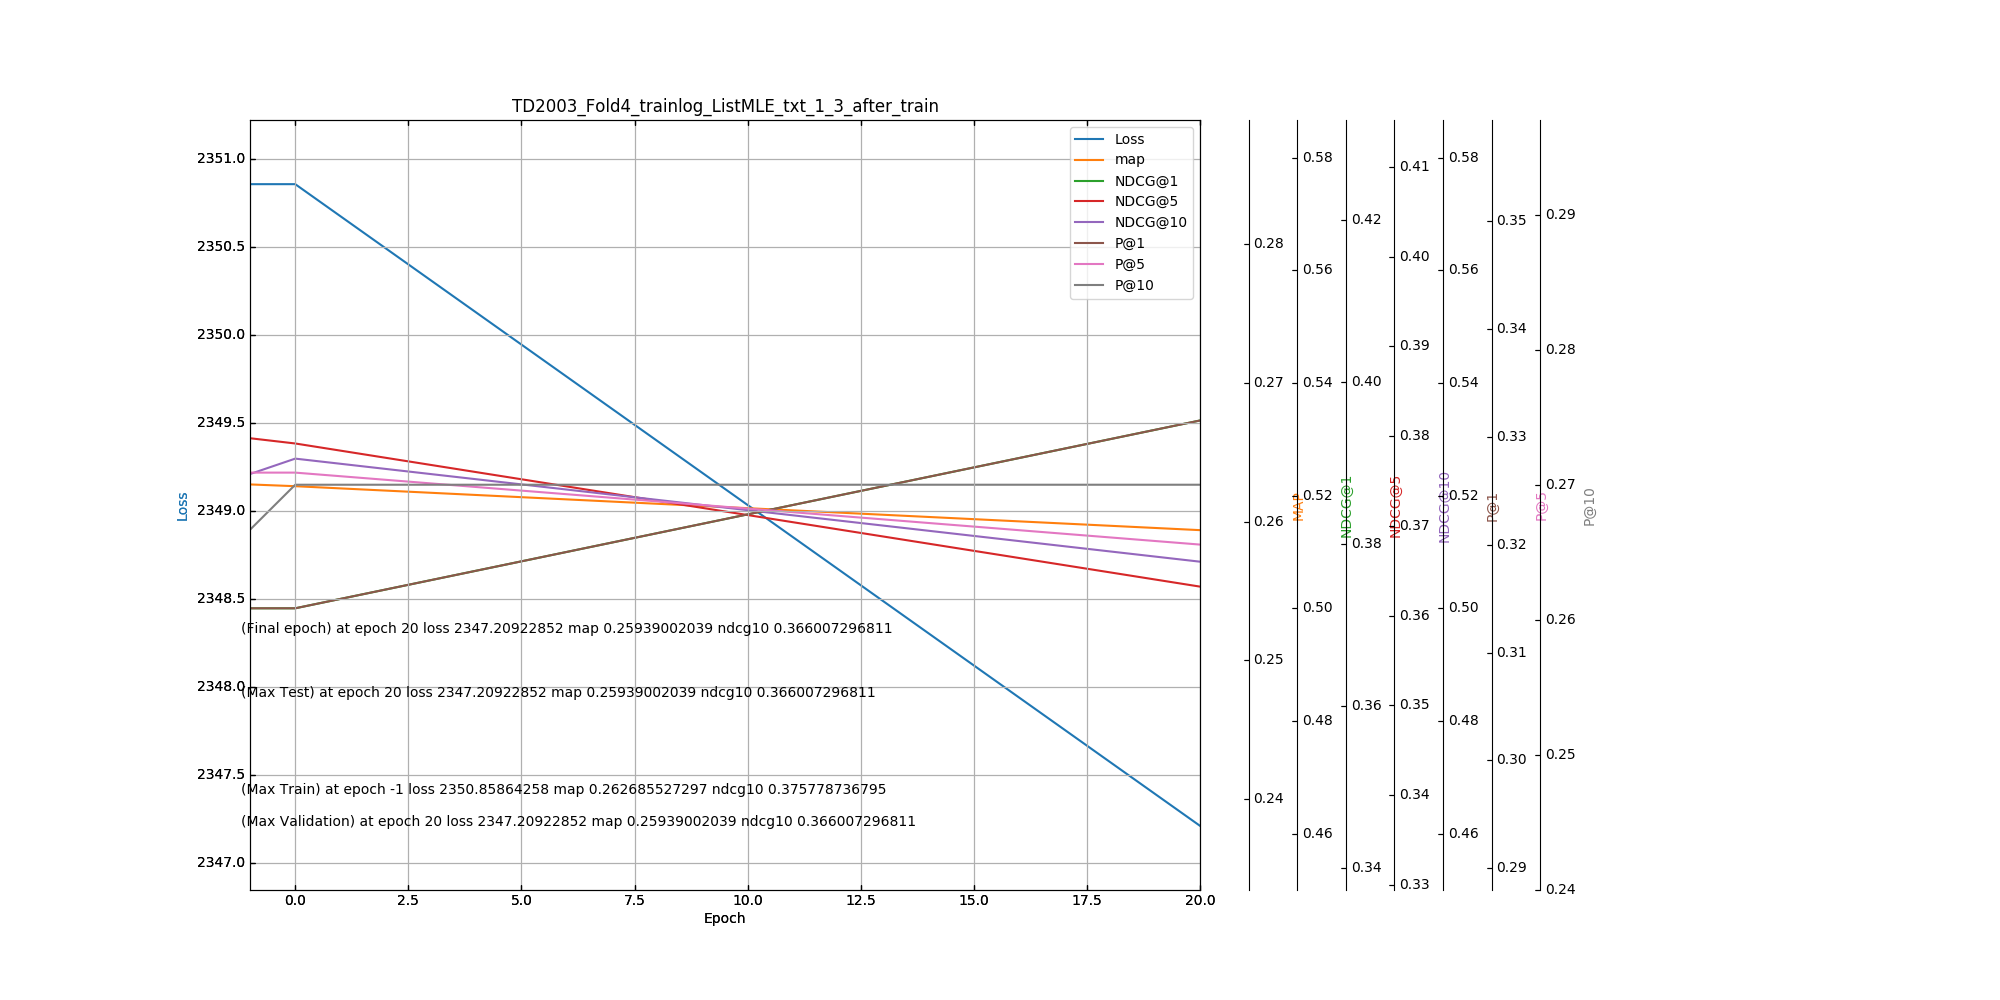 TD2003_Fold4_trainlog_ListMLE_txt_1_3_after_train
Loss
map
NDCG@1
NDCG@5
NDCG@10
P@1
P@5
P@10
2351.0
2350.5
2350.0
2349.5
2349.0
2348.5
2348.0
2347.5
2347.0
Loss
(Final epoch) at epoch 20 loss 2347.20922852 map 0.25939002039 ndcg10 0.366007296811
(Max Test) at epoch 20 loss 2347.20922852 map 0.25939002039 ndcg10 0.366007296811
(Max Train) at epoch -1 loss 2350.85864258 map 0.262685527297 ndcg10 0.375778736795
(Max Validation) at epoch 20 loss 2347.20922852 map 0.25939002039 ndcg10 0.366007296811
0.0 2.5 5.0 7.5 10.0 12.5 15.0 17.5 20.0
Epoch
0.28
0.27
0.26
0.25
0.24
MAP
0.58
0.56
0.54
0.52
0.50
0.48
0.46
NDCG@1
0.42
0.40
0.38
0.36
0.34
NDCG@5
0.41
0.40
0.39
0.38
0.37
0.36
0.35
0.34
0.33
NDCG@10
0.58
0.56
0.54
0.52
0.50
0.48
0.46
P@1
0.35
0.34
0.33
0.32
0.31
0.30
0.29
P@5
0.29
0.28
0.27
0.26
0.25
0.24
P@10